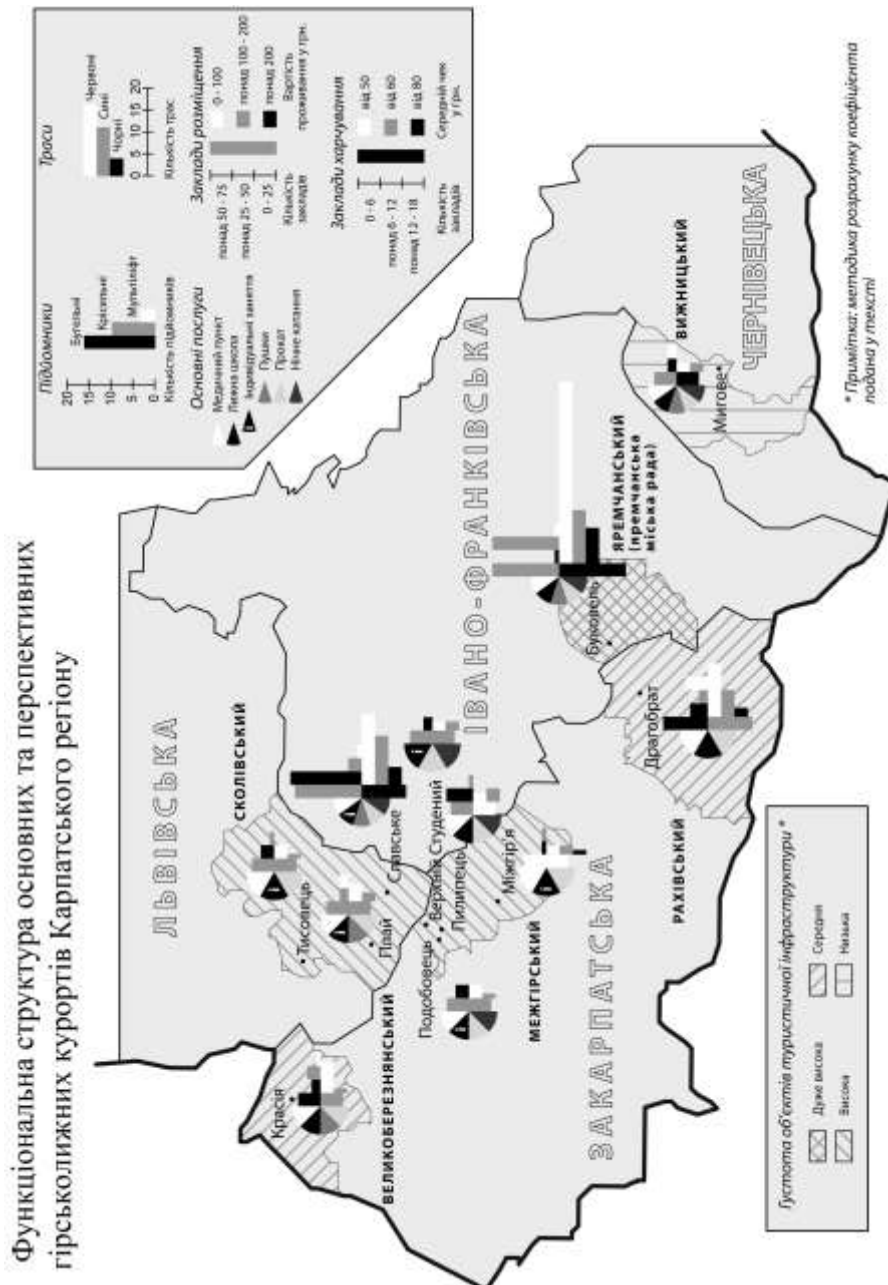 Функціональна структура основних та перспективних
гірськолижних курортів Карпатського регіону
Підйомники
20
15
10
5
0
Бугельні
Крісельні
Мультиліфт
Кількість підйомників
Траси
Червоні
Сині
Чорні
0 5 10 15 20
Кількість трас
Основні послуги
Медичний пункт
Лижна школа
Індивідуальні заняття
Пушки
Прокат
Нічне катання
Заклади розміщення
понад 50 - 75
понад 25 - 50
0 - 25
Кількість
закладів
0 - 100
понад 100 - 200
понад 200
Вартість
проживання у грн.
Заклади харчування
0 - 6
понад 6 - 12
понад 12 - 18
Кількість
закладів
від 50
від 60
від 80
Середній чек
у грн.
ЛЬВІВСЬКА
СКОЛІВСЬКИЙ
Тисовець
Плай
Славське
ІВАНО-ФРАНКІВСЬКА
ЯРЕМЧАНСЬКИЙ
(яремчанська
міська рада)
Буковель
ВИЖНИЦЬКИЙ
Мигове*
ЧЕРНІВЕЦЬКА
Красія
ВЕЛИКОБЕРЕЗНЯНСЬКИЙ
Подобовець
Верхній Студений
Пилипець
Міжгір'я
МЕЖГІРСЬКИЙ
ЗАКАРПАТСЬКА
РАХІВСЬКИЙ
Драгобрат
Густота об'єктів туристичної інфраструктури *
Дуже висока
Висока
Середня
Низька
* Примітка: методика розрахунку коефіцієнта
подана у тексті